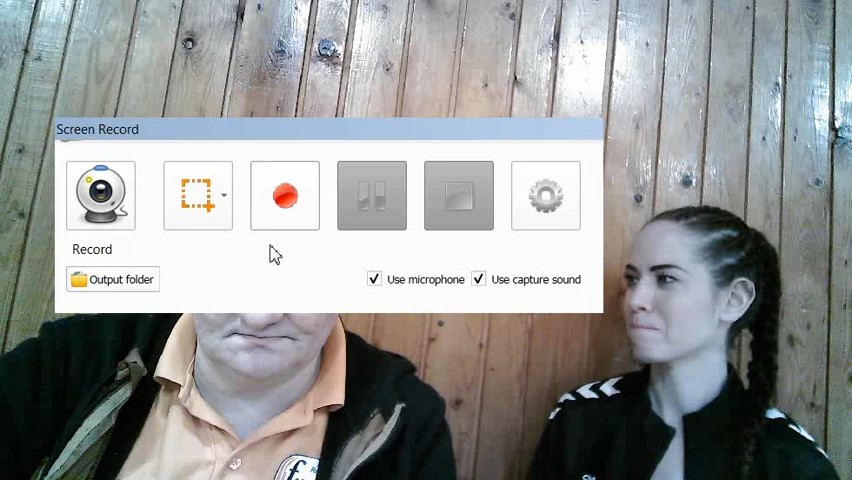 Screen Record
Record
Output folder
Use microphone
Use capture sound